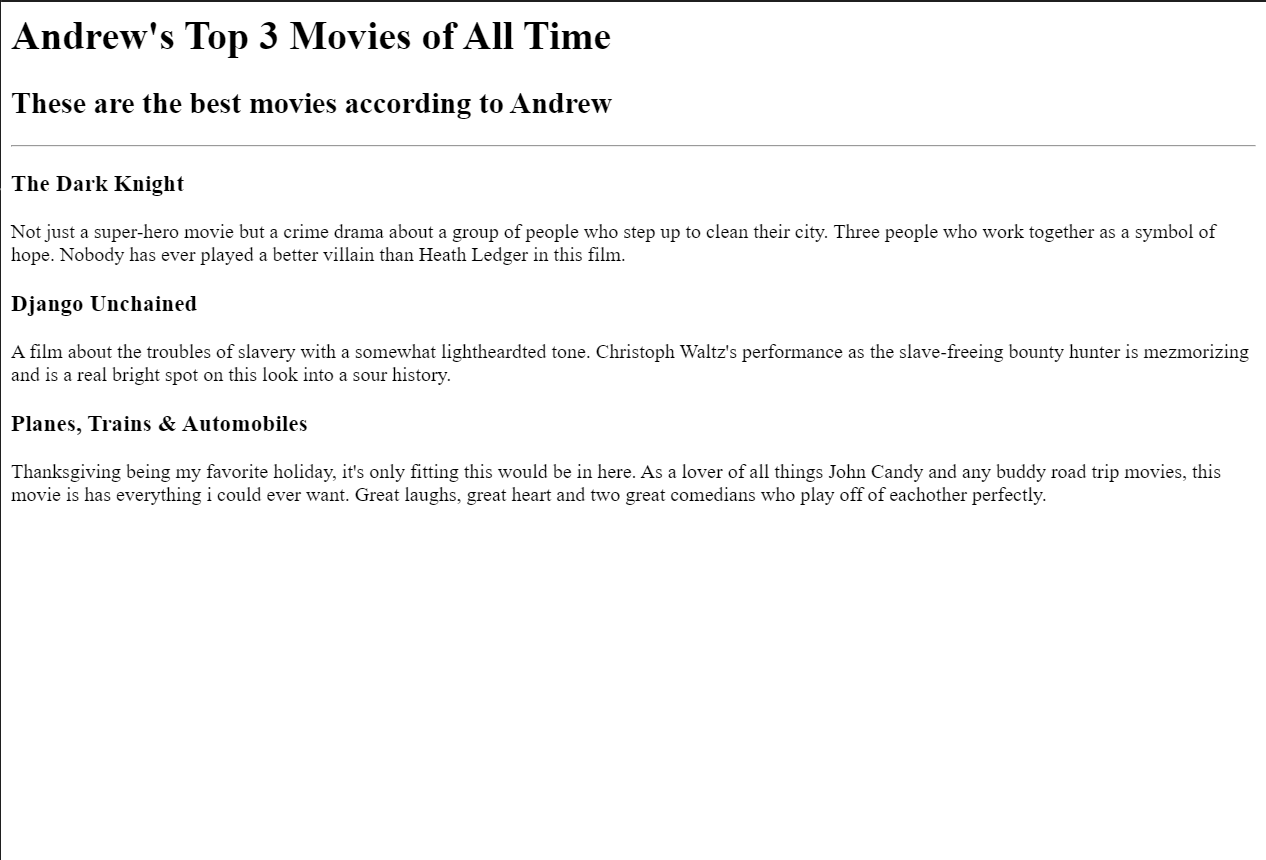 Andrew's Top 3 Movies of All Time
These are the best movies according to Andrew
The Dark Knight
Not just a super-hero movie but a crime drama about a group of people who step up to clean their city. Three people who work together as a symbol of
hope. Nobody has ever played a better villain than Heath Ledger in this film.
Django Unchained
A film about the troubles of slavery with a somewhat lightheardted tone. Christoph Waltz's performance as the slave-freeing bounty hunter is mezmorizing
and is a real bright spot on this look into a sour history.
Planes, Trains & Automobiles
Thanksgiving being my favorite holiday, it's only fitting this would be in here. As a lover of all things John Candy and any buddy road trip movies, this
movie is has everything i could ever want. Great laughs, great heart and two great comedians who play off of eachother perfectly.